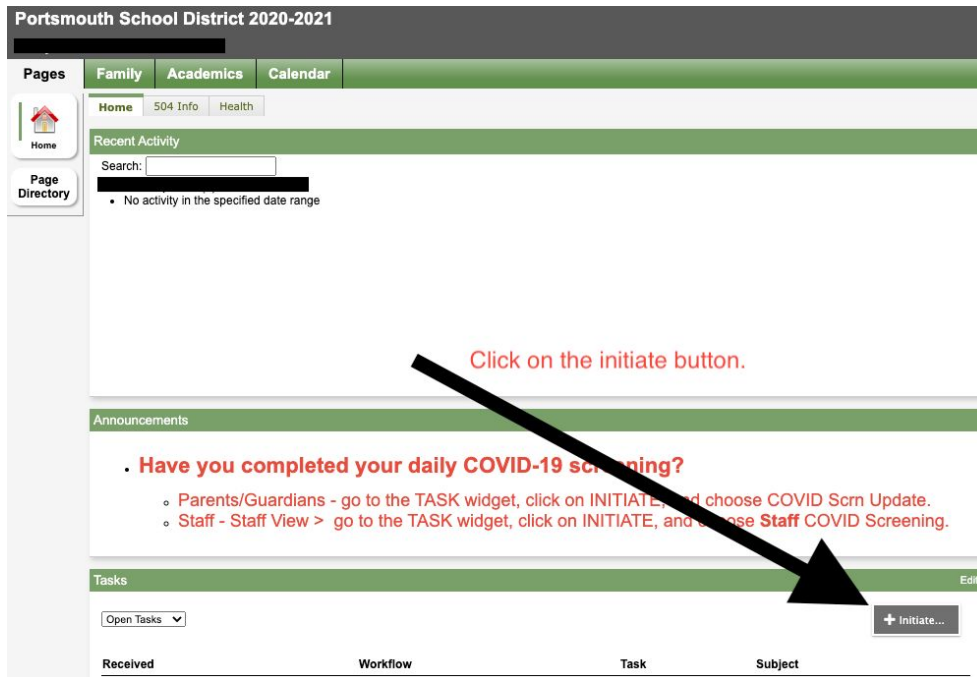 Portsmouth School District 2020-2021
Pages Family Academics Calendar
Home 504 Info Health
Home
Page Directory
Recent Activity
Search:
• No activity in the specified date range
Click on the initiate button.
Announcements
• Have you completed your daily COVID-19 screening?
◦ Parents/Guardians - go to the TASK widget, click on INITIATE, and choose COVID Scrn Update.
◦ Staff - Staff View > go to the TASK widget, click on INITIATE, and choose Staff COVID Screening.
Tasks Edit
Open Tasks
+ Initiate...
Received Workflow Task Subject